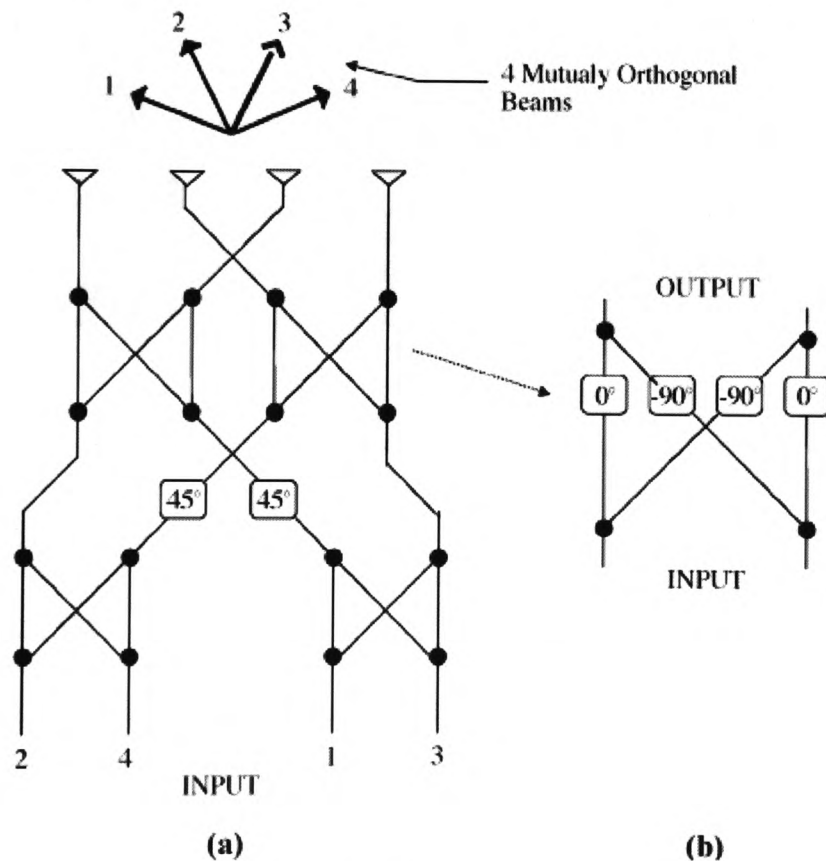 2 3
1 4
4 Mutualy Orthogonal
Beams
OUTPUT
0° -90° -90° 0°
INPUT
45° 45°
2 4 1 3
INPUT
(a) (b)